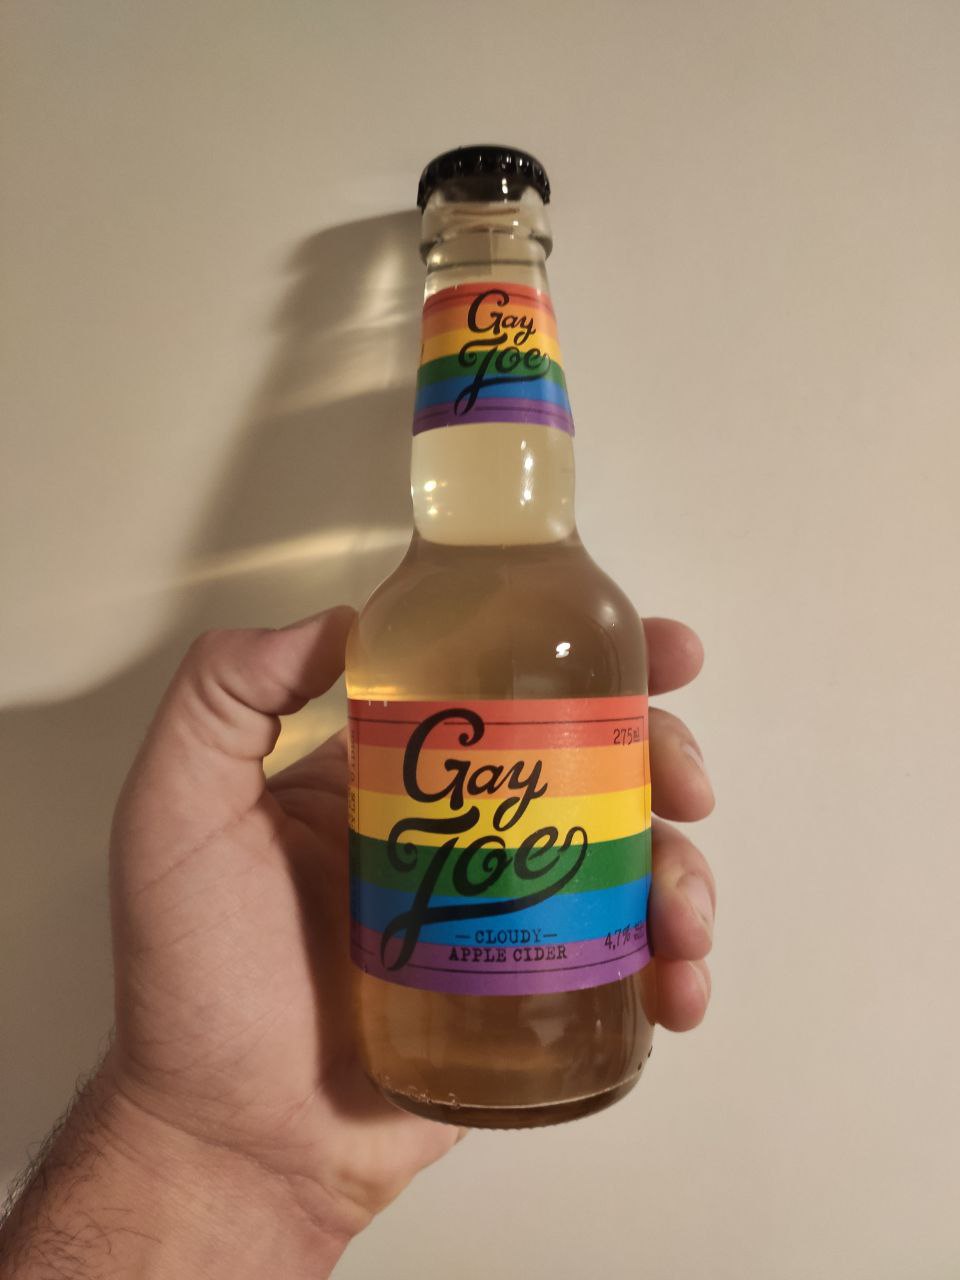 Gay
Joe
Gay
Joe
275ml
— CLOUDY —
APPLE CIDER
4,7%